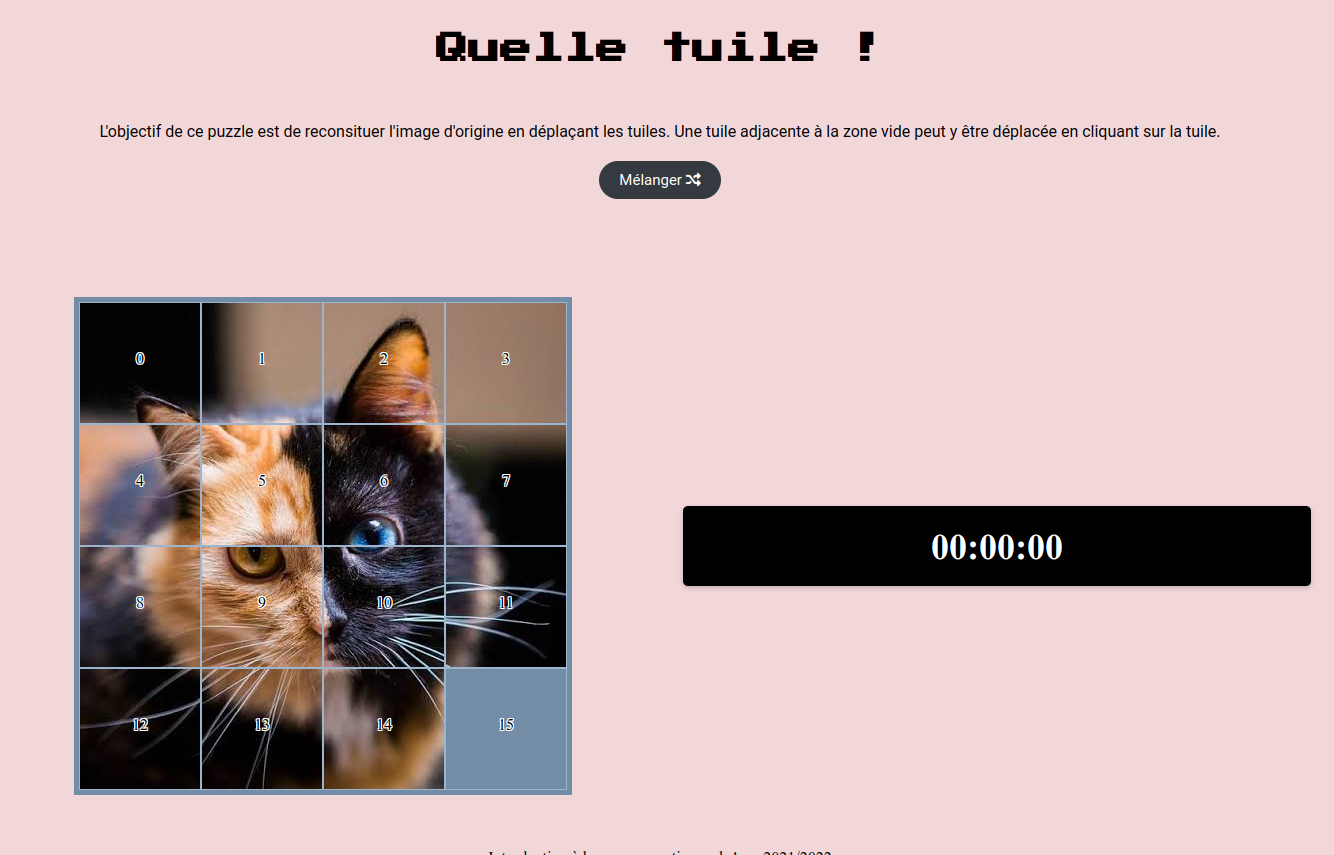 Quelle tuile !
L'objectif de ce puzzle est de reconsituer l'image d'origine en déplaçant les tuiles. Une tuile adjacente à la zone vide peut y être déplacée en cliquant sur la tuile.
Mélanger
0 1 2 3
4 5 6 7
00:00:00
8 9 10 11
12 13 14 15
2021/2022